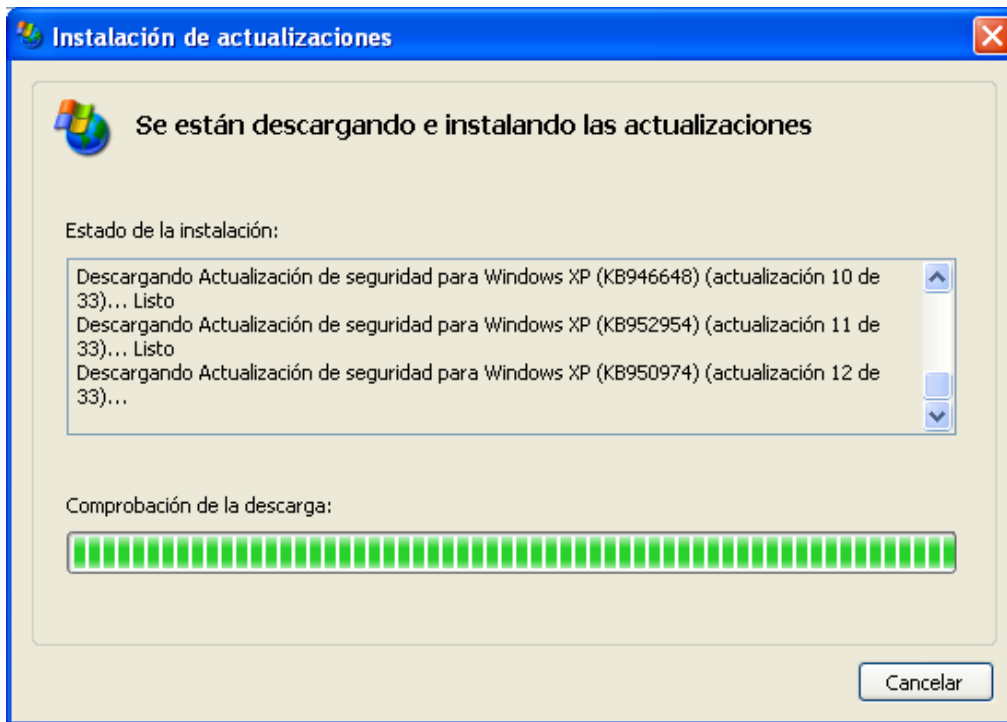 Instalación de actualizaciones
Se están descargando e instalando las actualizaciones
Estado de la instalación:
Descargando Actualización de seguridad para Windows XP (KB946648) (actualización 10 de
33)... Listo
Descargando Actualización de seguridad para Windows XP (KB952954) (actualización 11 de
33)... Listo
Descargando Actualización de seguridad para Windows XP (KB950974) (actualización 12 de
33)...
Comprobación de la descarga:
Cancelar